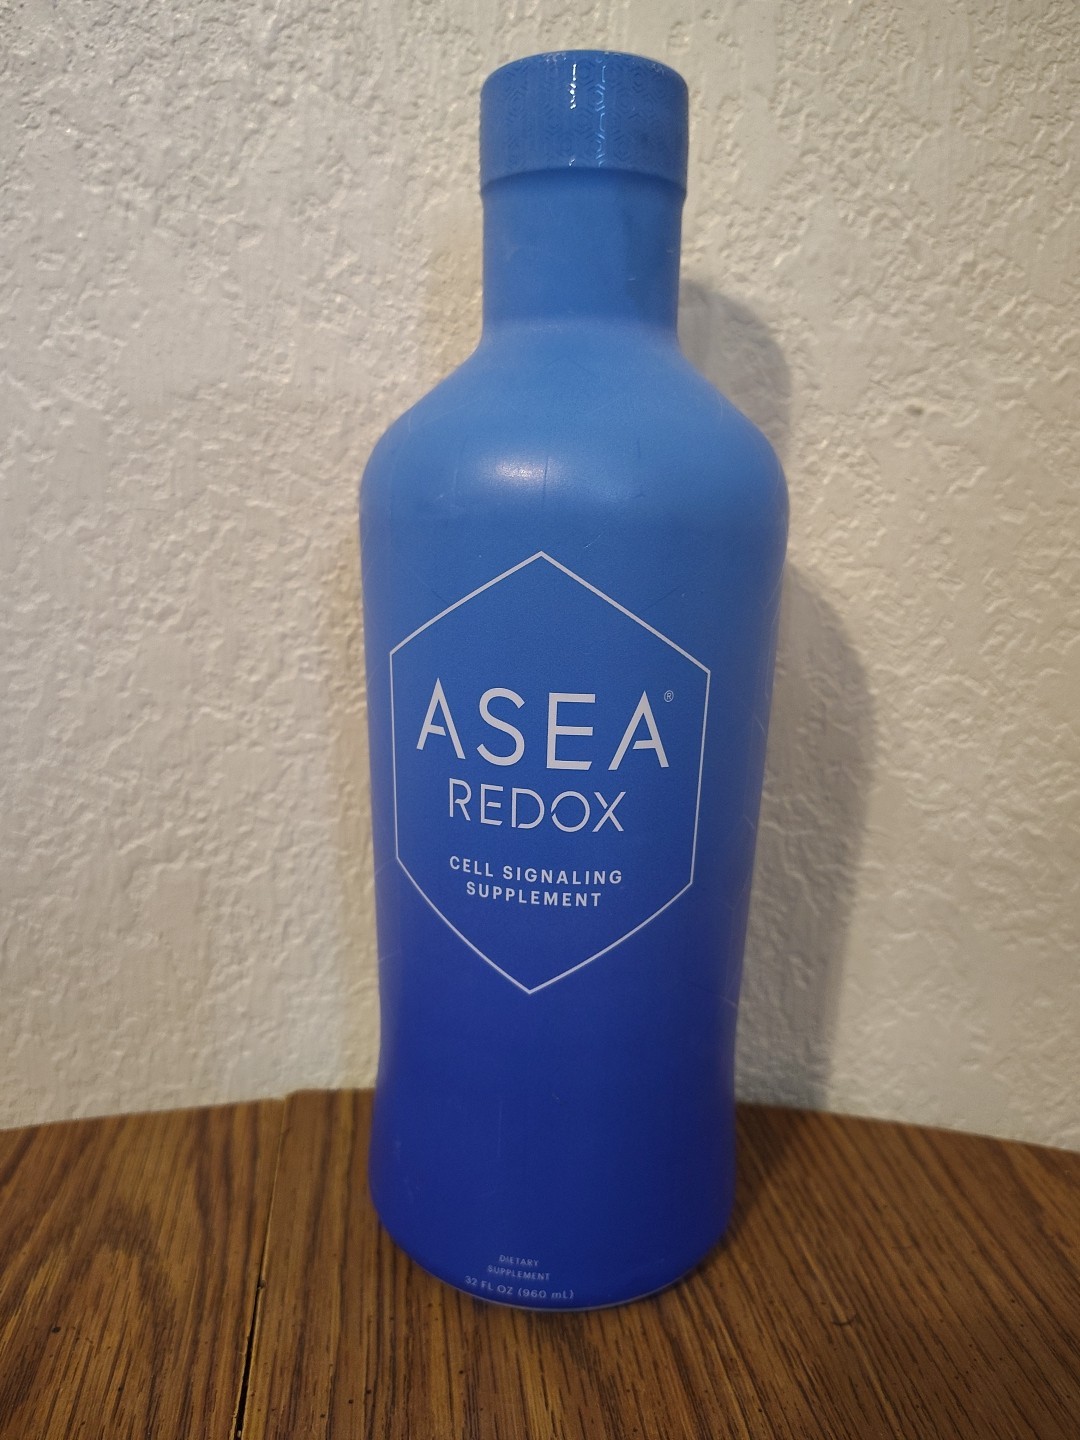 ASEA®
REDOX
CELL SIGNALING
SUPPLEMENT
DIETARY
SUPPLEMENT
32 FL OZ (960 mL)